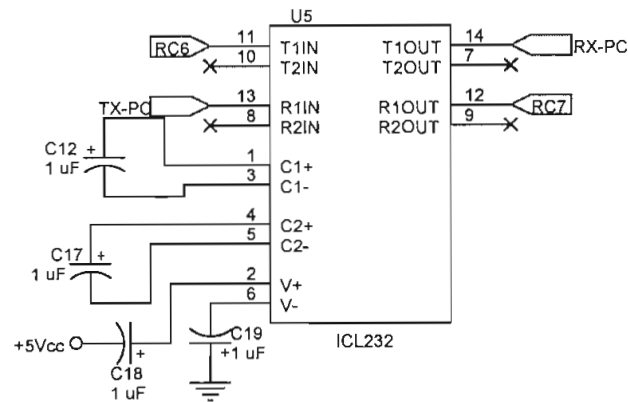 U5
RC6 11 T1IN T1OUT 14 RX-PC
10 T2IN T2OUT 7
TX-PC 13 R1IN R1OUT 12 RC7
8 R2IN R2OUT 9
C12 +
1 uF
1 C1+
3 C1-
4 C2+
5 C2-
C17 +
1 uF
2 V+
6 V-
+5Vcc
C18 +
1 uF
C19
+1 uF
ICL232